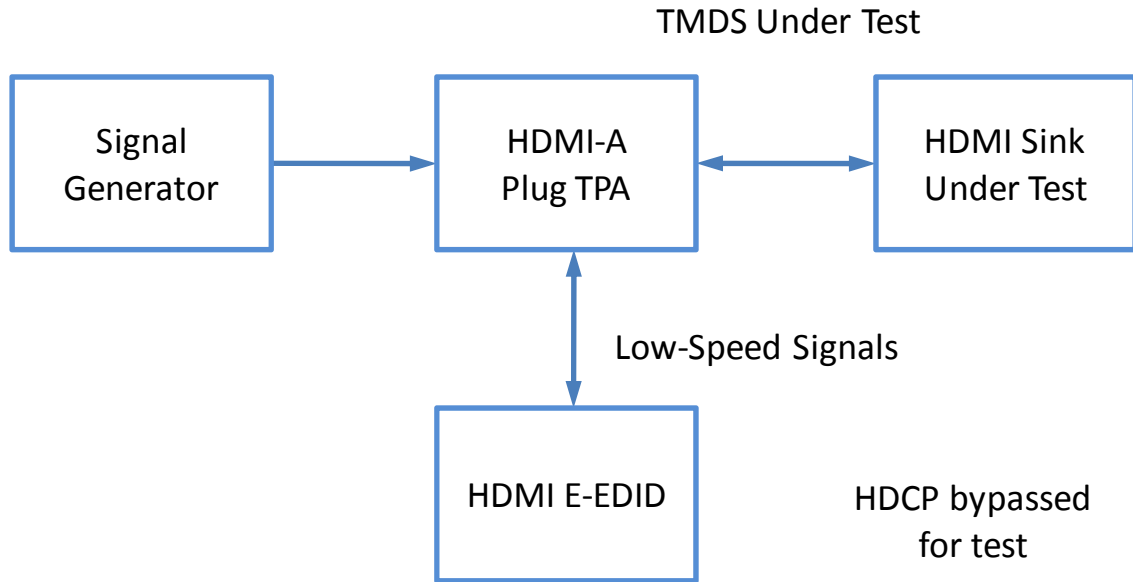 TMDS Under Test
Signal
Generator
HDMI-A
Plug TPA
HDMI Sink
Under Test
Low-Speed Signals
HDMI E-EDID
HDCP bypassed
for test